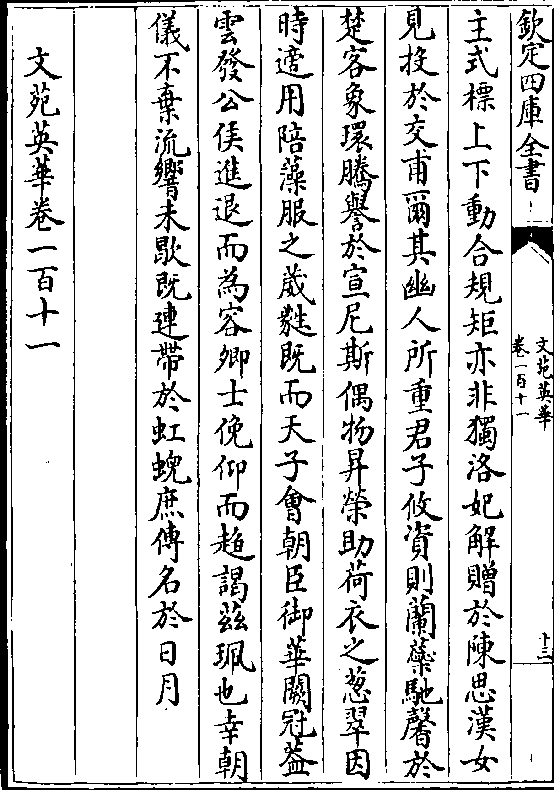 欽定四庫全書
文苑英華
卷一百十一
十三
主式標上下動合規矩亦非獨洛妃解贈於陳思漢女
見投於交甫爾其幽人所重君子攸資則蘭蘂馳馨於
楚客象環騰譽於宣尼斯偶物昇榮助荷衣之葱翠因
時適用陪藻服之葳蕤既而天子會朝臣御華闕冠蓋
雲發公侯進退而為容卿士俛仰而趨謁茲珮也幸朝
儀不棄流響未歇既連帶於虹蜺庶傳名於日月
文苑英華卷一百十一